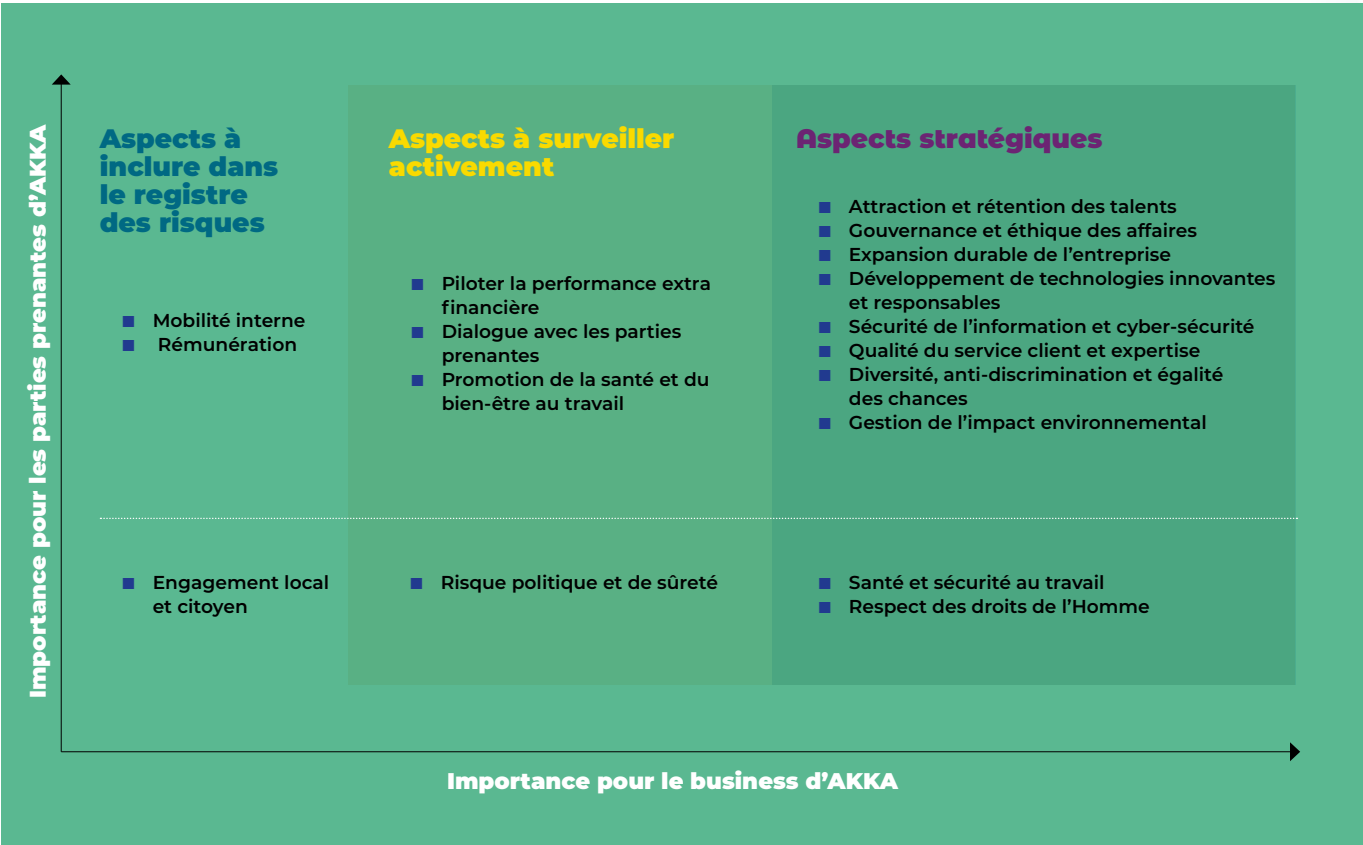 Importance pour les parties prenantes d’AKKA
Aspects à
inclure dans
le registre
des risques
■ Mobilité interne
■ Rémunération
■ Engagement local
et citoyen
Aspects à surveiller
activement
■ Piloter la performance extra
financière
■ Dialogue avec les parties
prenantes
■ Promotion de la santé et du
bien-être au travail
■ Risque politique et de sûreté
Aspects stratégiques
■ Attraction et rétention des talents
■ Gouvernance et éthique des affaires
■ Expansion durable de l’entreprise
■ Développement de technologies innovantes
et responsables
■ Sécurité de l’information et cyber-sécurité
■ Qualité du service client et expertise
■ Diversité, anti-discrimination et égalité
des chances
■ Gestion de l’impact environnemental
■ Santé et sécurité au travail
■ Respect des droits de l’Homme
Importance pour le business d’AKKA